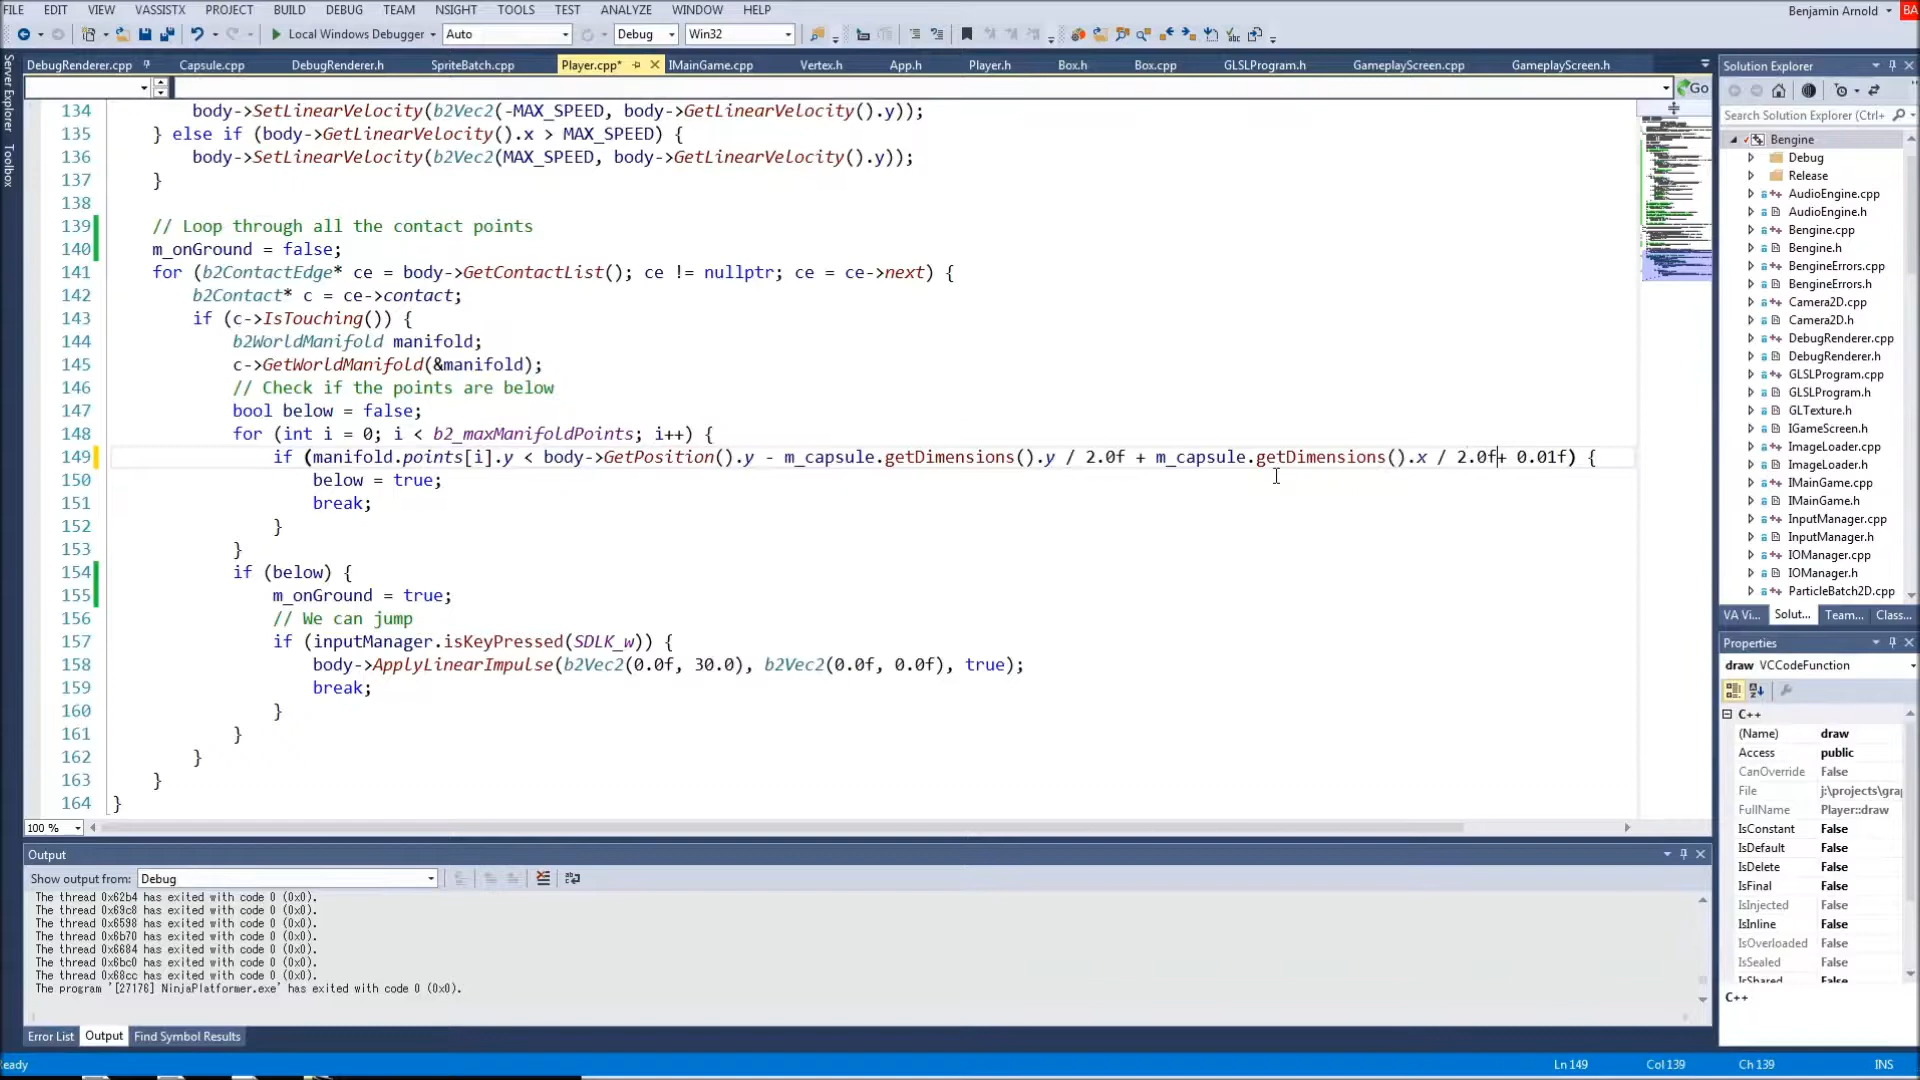 FILE EDIT VIEW VASSISTX PROJECT BUILD DEBUG TEAM NSIGHT TOOLS TEST ANALYZE WINDOW HELP Benjamin Arnold BA
Local Windows Debugger Auto Debug Win32
DebugRenderer.cpp Capsule.cpp DebugRenderer.h SpriteBatch.cpp Player.cpp* IMainGame.cpp Vertex.h App.h Player.h Box.h Box.cpp GLSLProgram.h GameplayScreen.cpp GameplayScreen.h
Go
Server Explorer
Toolbox
134 body->SetLinearVelocity(b2Vec2(-MAX_SPEED, body->GetLinearVelocity().y));
135 } else if (body->GetLinearVelocity().x > MAX_SPEED) {
136 body->SetLinearVelocity(b2Vec2(MAX_SPEED, body->GetLinearVelocity().y));
137 }
138
139 // Loop through all the contact points
140 m_onGround = false;
141 for (b2ContactEdge* ce = body->GetContactList(); ce != nullptr; ce = ce->next) {
142 b2Contact* c = ce->contact;
143 if (c->IsTouching()) {
144 b2WorldManifold manifold;
145 c->GetWorldManifold(&manifold);
146 // Check if the points are below
147 bool below = false;
148 for (int i = 0; i < b2_maxManifoldPoints; i++) {
149 if (manifold.points[i].y < body->GetPosition().y - m_capsule.getDimensions().y / 2.0f + m_capsule.getDimensions().x / 2.0f+ 0.01f) {
150 below = true;
151 break;
152 }
153 }
154 if (below) {
155 m_onGround = true;
156 // We can jump
157 if (inputManager.isKeyPressed(SDLK_w)) {
158 body->ApplyLinearImpulse(b2Vec2(0.0f, 30.0), b2Vec2(0.0f, 0.0f), true);
159 break;
160 }
161 }
162 }
163 }
164 }
100 %
Output
Show output from: Debug
The thread 0x62b4 has exited with code 0 (0x0).
The thread 0x69c8 has exited with code 0 (0x0).
The thread 0x6598 has exited with code 0 (0x0).
The thread 0x6b70 has exited with code 0 (0x0).
The thread 0x6684 has exited with code 0 (0x0).
The thread 0x6bc0 has exited with code 0 (0x0).
The thread 0x68cc has exited with code 0 (0x0).
The program '[27176] NinjaPlatformer.exe' has exited with code 0 (0x0).
Error List Output Find Symbol Results
Solution Explorer
Search Solution Explorer (Ctrl+
Bengine
Debug
Release
AudioEngine.cpp
AudioEngine.h
Bengine.cpp
Bengine.h
BengineErrors.cpp
BengineErrors.h
Camera2D.cpp
Camera2D.h
DebugRenderer.cpp
DebugRenderer.h
GLSLProgram.cpp
GLSLProgram.h
GLTexture.h
IGameScreen.h
ImageLoader.cpp
ImageLoader.h
IMainGame.cpp
IMainGame.h
InputManager.cpp
InputManager.h
IOManager.cpp
IOManager.h
ParticleBatch2D.cpp
VA Vi... Solut... Team... Class...
Properties
draw VCCodeFunction
C++
(Name) draw
Access public
CanOverride False
File j:\projects\gra
FullName Player::draw
IsConstant False
IsDefault False
IsDelete False
IsFinal False
IsInjected False
IsInline False
IsOverloaded False
IsSealed False
IsShared False
C++
eady Ln 149 Col 139 Ch 139 INS